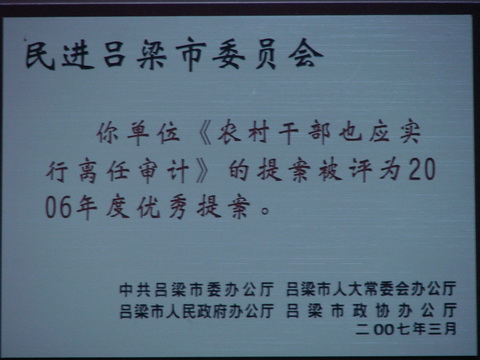 民进吕梁市委员会
你单位《农村干部也应实
行离任审计》的提案被评为20
06年度优秀提案。
中共吕梁市委办公厅 吕梁市人大常委会办公厅
吕梁市人民政府办公厅 吕梁市政协办公厅
二〇〇七年三月